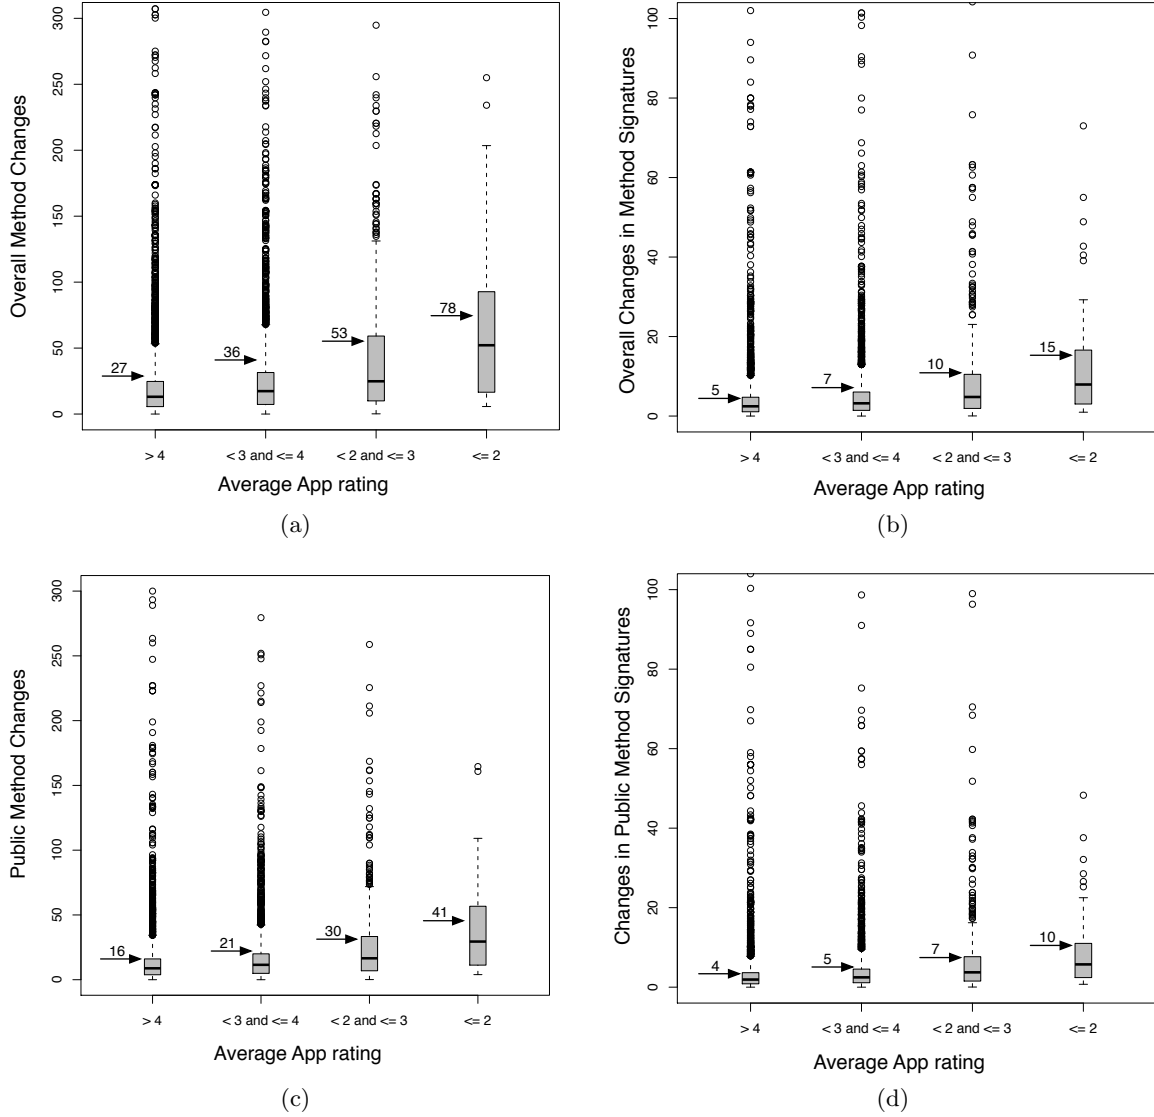 Overall Method Changes
300
250
200
150
100
50
0
27
36
53
78
> 4
< 3 and <= 4
< 2 and <= 3
<= 2
Average App rating
(a)
Overall Changes in Method Signatures
100
80
60
40
20
0
5
7
10
15
> 4
< 3 and <= 4
< 2 and <= 3
<= 2
Average App rating
(b)
Public Method Changes
300
250
200
150
100
50
0
16
21
30
41
> 4
< 3 and <= 4
< 2 and <= 3
<= 2
Average App rating
(c)
Changes in Public Method Signatures
100
80
60
40
20
0
4
5
7
10
> 4
< 3 and <= 4
< 2 and <= 3
<= 2
Average App rating
(d)